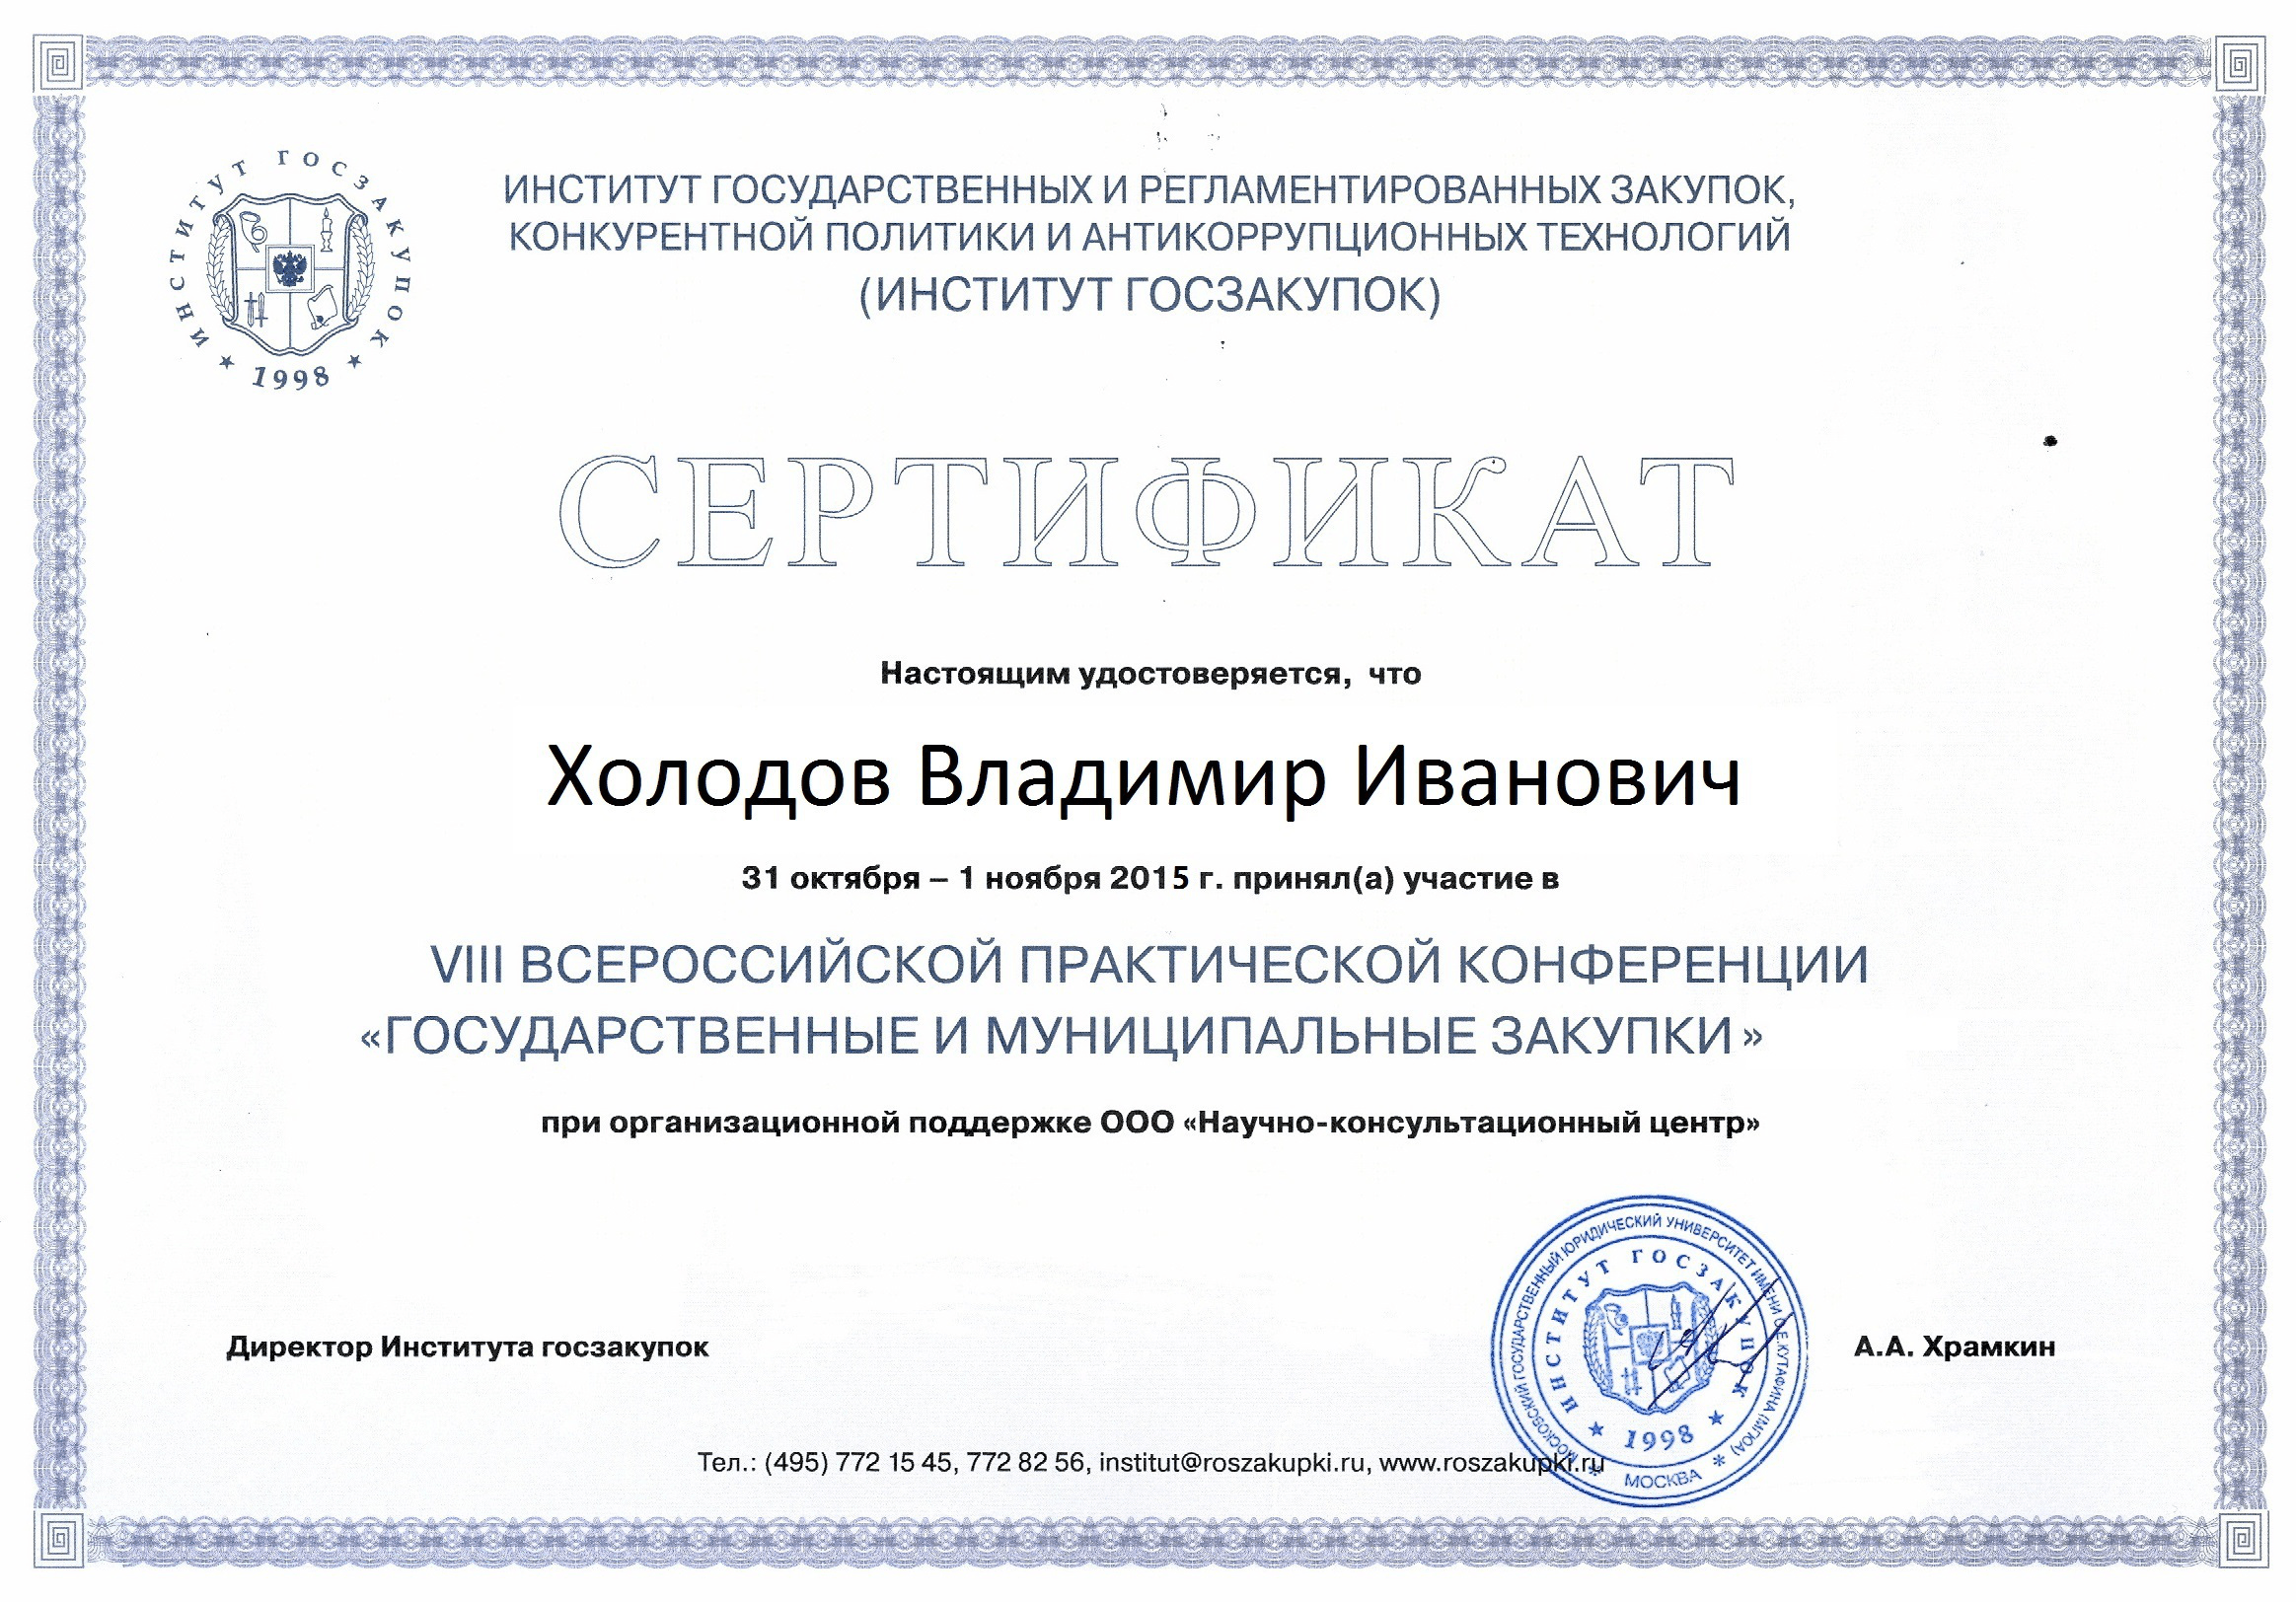 ИНСТИТУТ ГОСЗАКУПОК
1998
ИНСТИТУТ ГОСУДАРСТВЕННЫХ И РЕГЛАМЕНТИРОВАННЫХ ЗАКУПОК,
КОНКУРЕНТНОЙ ПОЛИТИКИ И АНТИКОРРУПЦИОННЫХ ТЕХНОЛОГИЙ
(ИНСТИТУТ ГОСЗАКУПОК)
СЕРТИФИКАТ
Настоящим удостоверяется, что
Холодов Владимир Иванович
31 октября – 1 ноября 2015 г. принял(а) участие в
VIII ВСЕРОССИЙСКОЙ ПРАКТИЧЕСКОЙ КОНФЕРЕНЦИИ
«ГОСУДАРСТВЕННЫЕ И МУНИЦИПАЛЬНЫЕ ЗАКУПКИ»
при организационной поддержке ООО «Научно-консультационный центр»
Директор Института госзакупок
МОСКОВСКИЙ ГОСУДАРСТВЕННЫЙ ЮРИДИЧЕСКИЙ УНИВЕРСИТЕТ ИМЕНИ О.Е.КУТАФИНА (МГЮА)
МОСКВА
ИНСТИТУТ ГОСЗАКУПОК
1998
А.А. Храмкин
Тел.: (495) 772 15 45, 772 82 56, institut@roszakupki.ru, www.roszakupki.ru